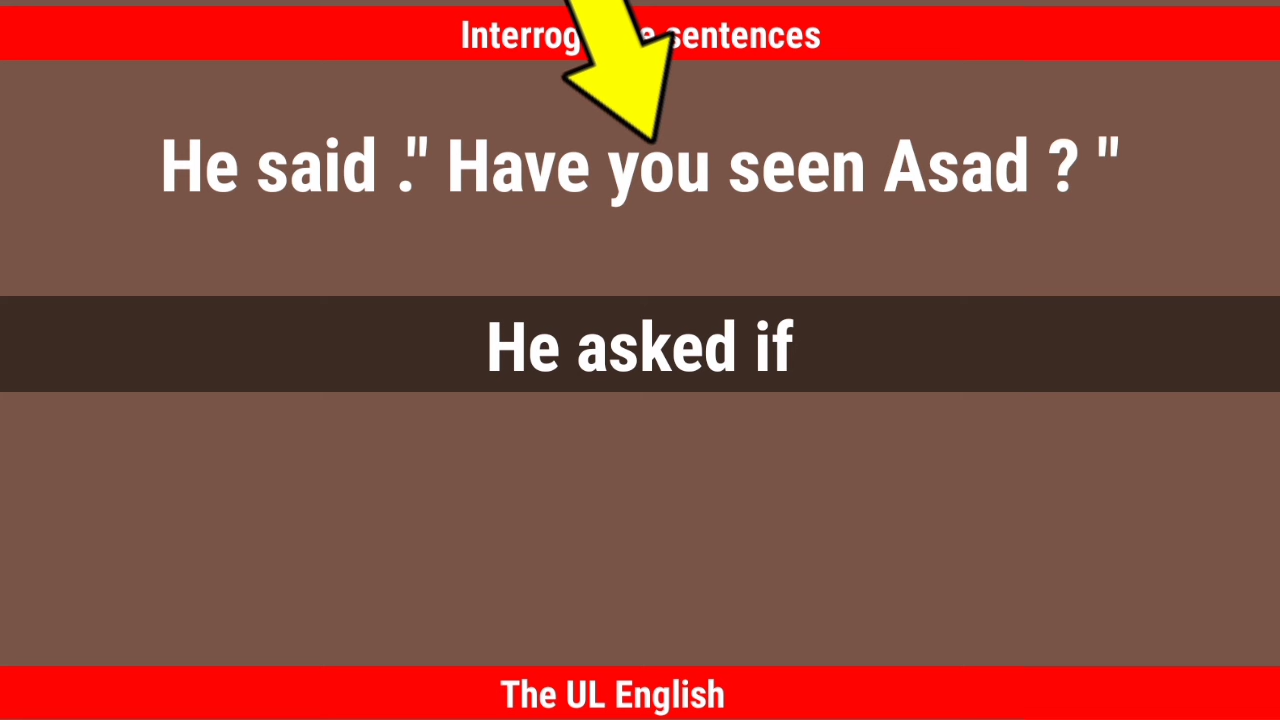 Interrog e sentences
He said ." Have you seen Asad ? "
He asked if
The UL English